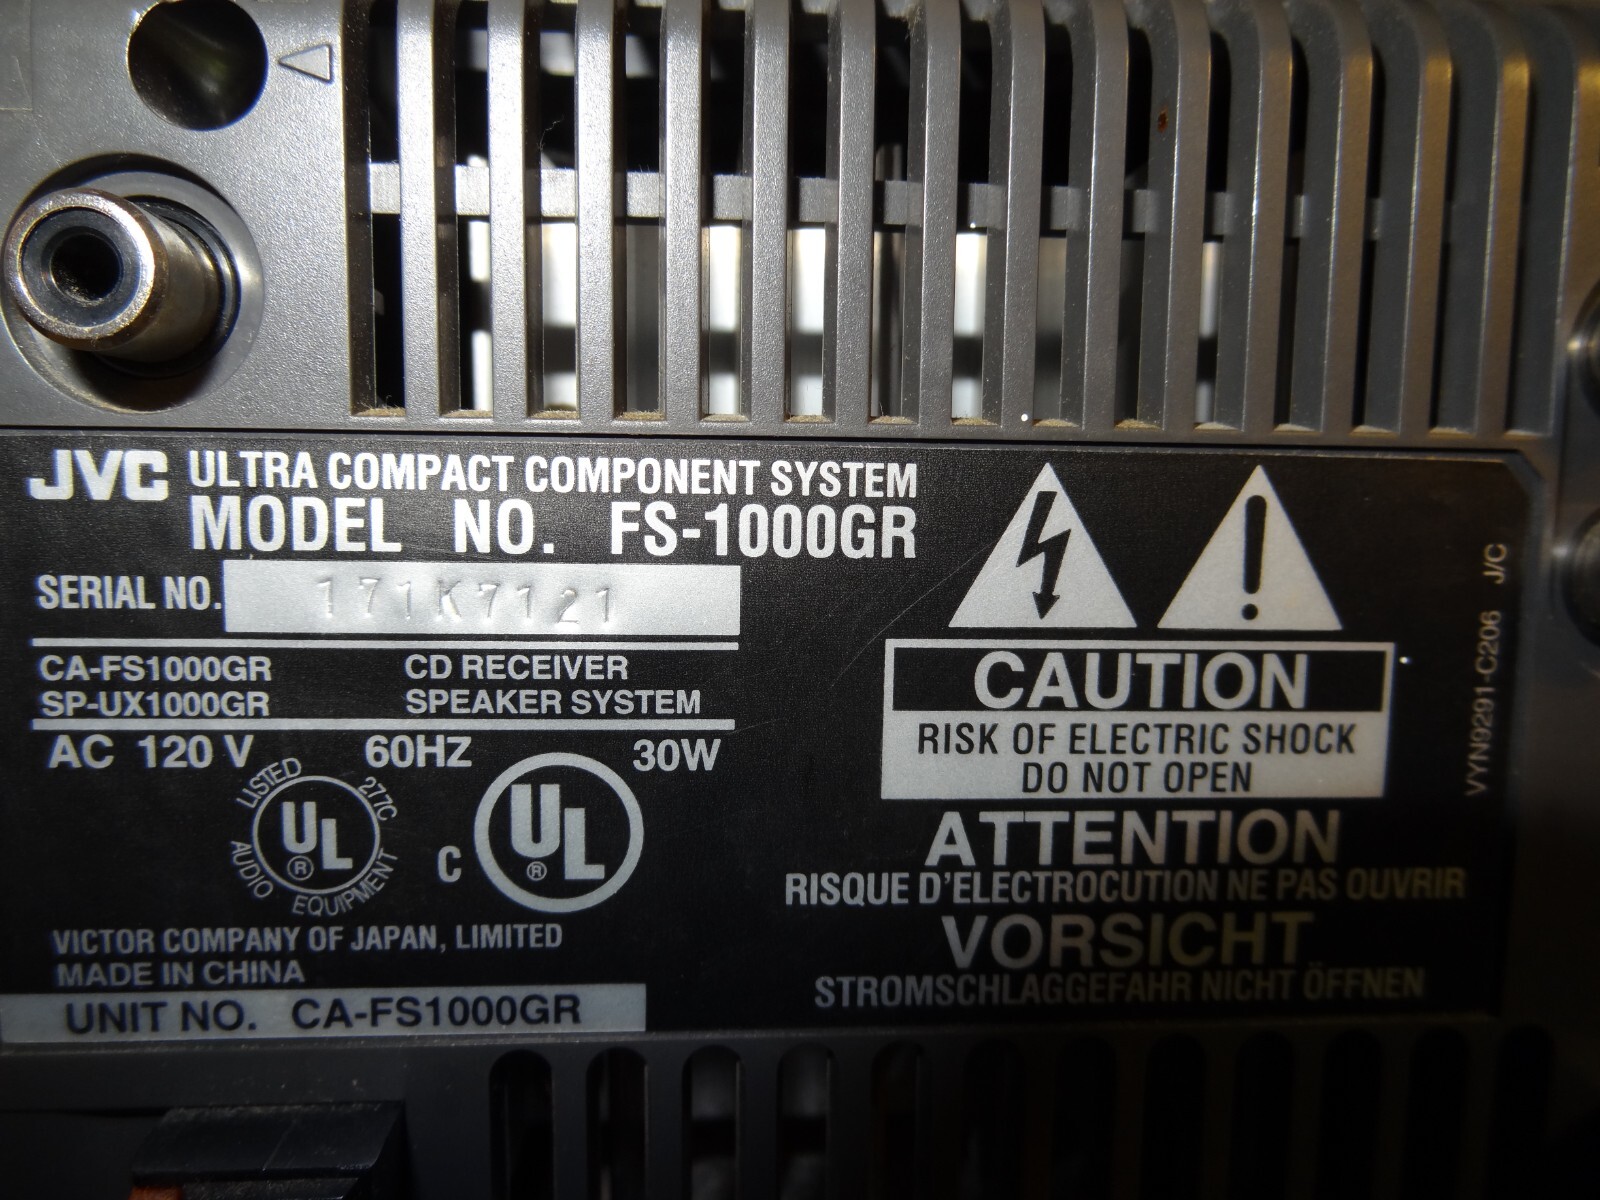 JVC ULTRA COMPACT COMPONENT SYSTEM
MODEL NO. FS-1000GR
SERIAL NO. 171K7121
CA-FS1000GR CD RECEIVER
SP-UX1000GR SPEAKER SYSTEM
AC 120 V 60HZ 30W
LISTED 277C
UL ®
AUDIO EQUIPMENT
C UL ®
VICTOR COMPANY OF JAPAN, LIMITED
MADE IN CHINA
UNIT NO. CA-FS1000GR
CAUTION
RISK OF ELECTRIC SHOCK
DO NOT OPEN
ATTENTION
RISQUE D'ELECTROCUTION NE PAS OUVRIR
VORSICHT
STROMSCHLAGGEFAHR NICHT ÖFFNEN
VYN9291-C206 J/C